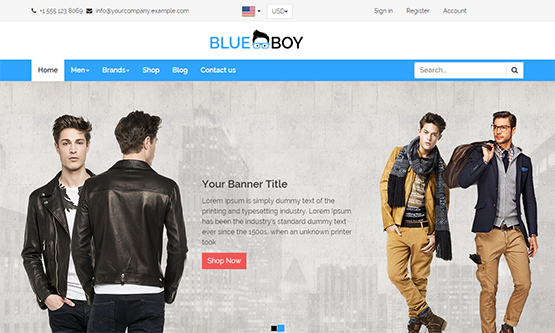 +1 555 123 8069 info@yourcompany.example.com USD Sign in Register Account
BLUE BOY
Home Men Brands Shop Blog Contact us Search...
Your Banner Title
Lorem Ipsum is simply dummy text of the
printing and typesetting industry. Lorem Ipsum
has been the industry's standard dummy text
ever since the 1500s, when an unknown printer
took
Shop Now